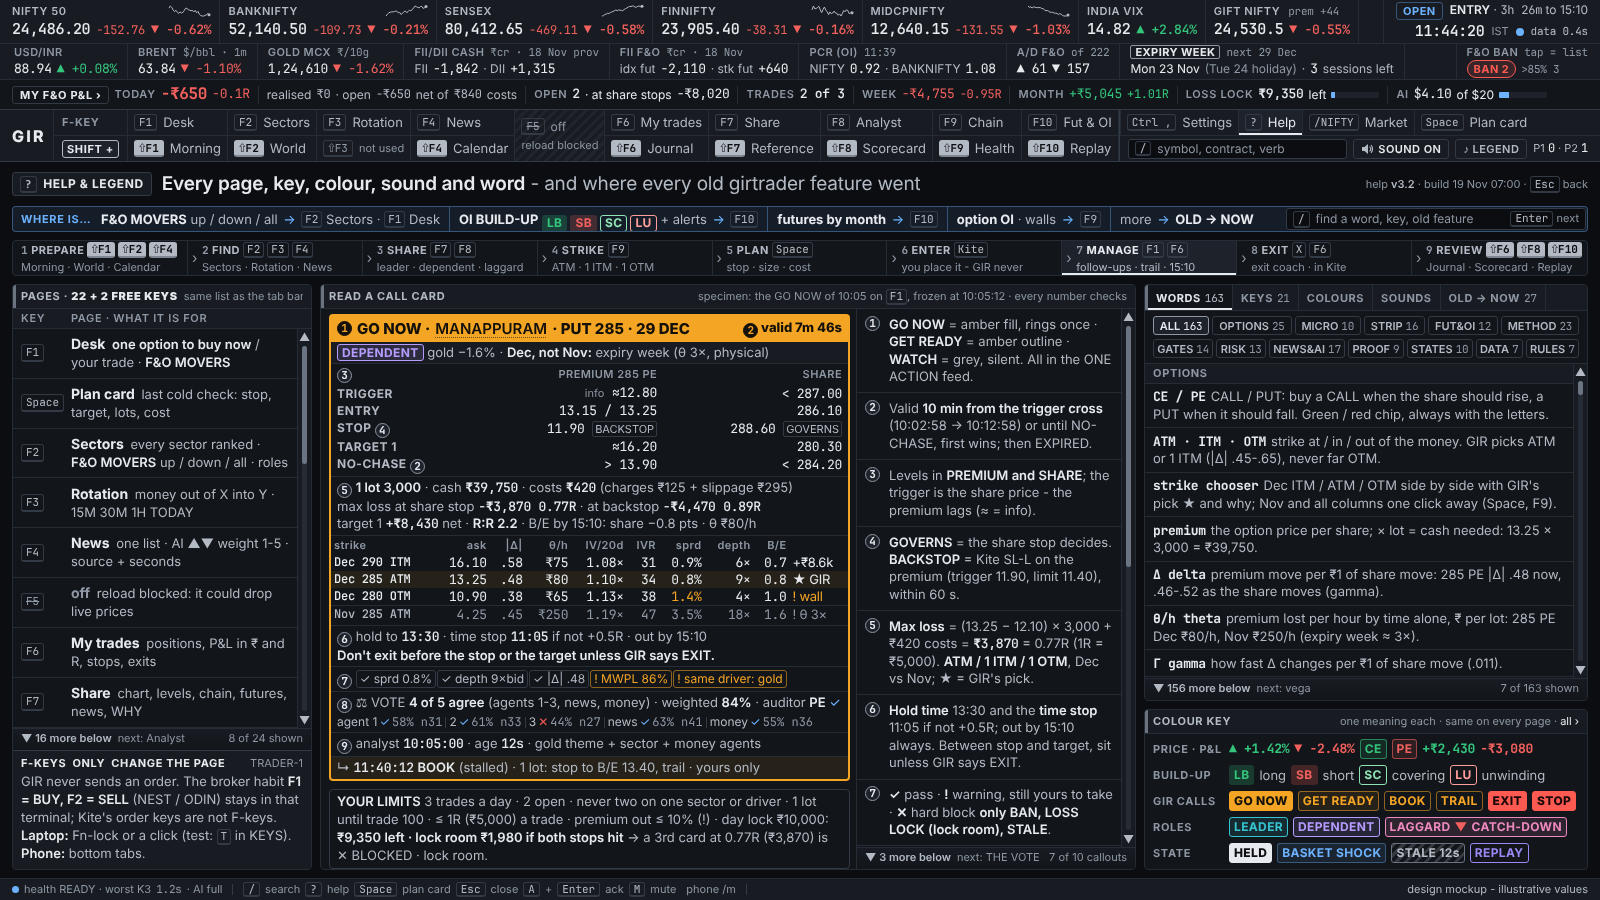 NIFTY 50 BANKNIFTY SENSEX FINNIFTY MIDCPNIFTY INDIA VIX GIFT NIFTY prem +44 OPEN ENTRY · 3h 26m to 15:10
24,486.20 -152.76 ▼ -0.62% 52,140.50 -109.73 ▼ -0.21% 80,412.65 -469.11 ▼ -0.58% 23,905.40 -38.31 ▼ -0.16% 12,640.15 -131.55 ▼ -1.03% 14.82 ▲ +2.84% 24,530.5 ▼ -0.55% 11:44:20 IST ● data 0.4s
USD/INR BRENT $/bbl · 1m GOLD MCX ₹/10g FII/DII CASH ₹cr · 18 Nov prov FII F&O ₹cr · 18 Nov PCR (OI) 11:39 A/D F&O of 222 EXPIRY WEEK next 29 Dec F&O BAN tap = list
88.94 ▲ +0.08% 63.84 ▼ -1.10% 1,24,610 ▼ -1.62% FII -1,842 · DII +1,315 idx fut -2,110 · stk fut +640 NIFTY 0.92 · BANKNIFTY 1.08 ▲ 61 ▼ 157 Mon 23 Nov (Tue 24 holiday) · 3 sessions left BAN 2 >85% 3
MY F&O P&L › TODAY -₹650 -0.1R realised ₹0 · open -₹650 net of ₹840 costs OPEN 2 · at share stops -₹8,020 TRADES 2 of 3 WEEK -₹4,755 -0.95R MONTH +₹5,045 +1.01R LOSS LOCK ₹9,350 left AI $4.10 of $20
GIR F-KEY F1 Desk F2 Sectors F3 Rotation F4 News F5 off F6 My trades F7 Share F8 Analyst F9 Chain F10 Fut & OI Ctrl , Settings ? Help /NIFTY Market Space Plan card
SHIFT + ⇧F1 Morning ⇧F2 World ⇧F3 not used ⇧F4 Calendar reload blocked ⇧F6 Journal ⇧F7 Reference ⇧F8 Scorecard ⇧F9 Health ⇧F10 Replay / symbol, contract, verb SOUND ON ♪ LEGEND P1 0 · P2 1
? HELP & LEGEND Every page, key, colour, sound and word - and where every old girtrader feature went help v3.2 · build 19 Nov 07:00 · Esc back
WHERE IS... F&O MOVERS up / down / all → F2 Sectors · F1 Desk OI BUILD-UP LB SB SC LU + alerts → F10 futures by month → F10 option OI · walls → F9 more → OLD → NOW / find a word, key, old feature Enter next
1 PREPARE ⇧F1 ⇧F2 ⇧F4 › 2 FIND F2 F3 F4 › 3 SHARE F7 F8 › 4 STRIKE F9 › 5 PLAN Space › 6 ENTER Kite › 7 MANAGE F1 F6 › 8 EXIT X F6 › 9 REVIEW ⇧F6 ⇧F8 ⇧F10
Morning · World · Calendar Sectors · Rotation · News leader · dependent · laggard ATM · 1 ITM · 1 OTM stop · size · cost you place it - GIR never follow-ups · trail · 15:10 exit coach · in Kite Journal · Scorecard · Replay
PAGES · 22 + 2 FREE KEYS same list as the tab bar
KEY PAGE · WHAT IT IS FOR
F1 Desk one option to buy now /
your trade · F&O MOVERS
Space Plan card last cold check: stop,
target, lots, cost
F2 Sectors every sector ranked ·
F&O MOVERS up / down / all · roles
F3 Rotation money out of X into Y ·
15M 30M 1H TODAY
F4 News one list · AI ▲▼ weight 1-5 ·
source + seconds
F5 off reload blocked: it could drop
live prices
F6 My trades positions, P&L in ₹ and
R, stops, exits
F7 Share chart, levels, chain, futures,
news, WHY
▼ 16 more below next: Analyst 8 of 24 shown
F-KEYS ONLY CHANGE THE PAGE TRADER-1
GIR never sends an order. The broker habit F1
= BUY, F2 = SELL (NEST / ODIN) stays in that
terminal; Kite's order keys are not F-keys.
Laptop: Fn-lock or a click (test: T in KEYS).
Phone: bottom tabs.
READ A CALL CARD specimen: the GO NOW of 10:05 on F1, frozen at 10:05:12 · every number checks
1 GO NOW · MANAPPURAM · PUT 285 · 29 DEC 2 valid 7m 46s
DEPENDENT gold −1.6% · Dec, not Nov: expiry week (θ 3×, physical)
3 PREMIUM 285 PE SHARE
TRIGGER info ≈12.80 < 287.00
ENTRY 13.15 / 13.25 286.10
STOP 4 11.90 BACKSTOP 288.60 GOVERNS
TARGET 1 ≈16.20 280.30
NO-CHASE 2 > 13.90 < 284.20
5 1 lot 3,000 · cash ₹39,750 · costs ₹420 (charges ₹125 + slippage ₹295)
max loss at share stop -₹3,870 0.77R · at backstop -₹4,470 0.89R
target 1 +₹8,430 net · R:R 2.2 · B/E by 15:10: share −0.8 pts · θ ₹80/h
strike ask |Δ| θ/h IV/20d IVR sprd depth B/E
Dec 290 ITM 16.10 .58 ₹75 1.08× 31 0.9% 6× 0.7 +₹8.6k
Dec 285 ATM 13.25 .48 ₹80 1.10× 34 0.8% 9× 0.8 ★ GIR
Dec 280 OTM 10.90 .38 ₹65 1.13× 38 1.4% 4× 1.0 ! wall
Nov 285 ATM 4.25 .45 ₹250 1.19× 47 3.5% 18× 1.6 ! θ 3×
6 hold to 13:30 · time stop 11:05 if not +0.5R · out by 15:10
Don't exit before the stop or the target unless GIR says EXIT.
7 ✓ sprd 0.8% ✓ depth 9×bid ✓ |Δ| .48 ! MWPL 86% ! same driver: gold
8 ⚖ VOTE 4 of 5 agree (agents 1-3, news, money) · weighted 84% · auditor PE ✓
agent 1 ✓ 58% n31 2 ✓ 61% n33 3 ✕ 44% n27 news ✓ 63% n41 money ✓ 55% n36
9 analyst 10:05:00 · age 12s · gold theme + sector + money agents
↪ 11:40:12 BOOK (stalled) · 1 lot: stop to B/E 13.40, trail · yours only
YOUR LIMITS 3 trades a day · 2 open · never two on one sector or driver · 1 lot
until trade 100 · ≤ 1R (₹5,000) a trade · premium out ≤ 10% (!) · day lock ₹10,000:
₹9,350 left · lock room ₹1,980 if both stops hit → a 3rd card at 0.77R (₹3,870) is
✕ BLOCKED · lock room.
1 GO NOW = amber fill, rings once ·
GET READY = amber outline ·
WATCH = grey, silent. All in the ONE
ACTION feed.
2 Valid 10 min from the trigger cross
(10:02:58 → 10:12:58) or until NO-
CHASE, first wins; then EXPIRED.
3 Levels in PREMIUM and SHARE; the
trigger is the share price - the
premium lags (≈ = info).
4 GOVERNS = the share stop decides.
BACKSTOP = Kite SL-L on the
premium (trigger 11.90, limit 11.40),
within 60 s.
5 Max loss = (13.25 − 12.10) × 3,000 +
₹420 costs = ₹3,870 = 0.77R (1R =
₹5,000). ATM / 1 ITM / 1 OTM, Dec
vs Nov; ★ = GIR's pick.
6 Hold time 13:30 and the time stop
11:05 if not +0.5R; out by 15:10
always. Between stop and target, sit
unless GIR says EXIT.
7 ✓ pass · ! warning, still yours to take
· ✕ hard block only BAN, LOSS
LOCK (lock room), STALE.
▼ 3 more below next: THE VOTE 7 of 10 callouts
WORDS 163 KEYS 21 COLOURS SOUNDS OLD → NOW 27
ALL 163 OPTIONS 25 MICRO 10 STRIP 16 FUT&OI 12 METHOD 23
GATES 14 RISK 13 NEWS&AI 17 PROOF 9 STATES 10 DATA 7 RULES 7
OPTIONS
CE / PE CALL / PUT: buy a CALL when the share should rise, a
PUT when it should fall. Green / red chip, always with the letters.
ATM · ITM · OTM strike at / in / out of the money. GIR picks ATM
or 1 ITM (|Δ| .45-.65), never far OTM.
strike chooser Dec ITM / ATM / OTM side by side with GIR's
pick ★ and why; Nov and all columns one click away (Space, F9).
premium the option price per share; × lot = cash needed: 13.25 ×
3,000 = ₹39,750.
Δ delta premium move per ₹1 of share move: 285 PE |Δ| .48 now,
.46-.52 as the share moves (gamma).
θ/h theta premium lost per hour by time alone, ₹ per lot: 285 PE
Dec ₹80/h, Nov ₹250/h (expiry week ≈ 3×).
Γ gamma how fast Δ changes per ₹1 of share move (.011).
▼ 156 more below next: vega 7 of 163 shown
COLOUR KEY one meaning each · same on every page · all ›
PRICE · P&L ▲ +1.42% ▼ -2.48% CE PE +₹2,430 -₹3,080
BUILD-UP LB long SB short SC covering LU unwinding
GIR CALLS GO NOW GET READY BOOK TRAIL EXIT STOP
ROLES LEADER DEPENDENT LAGGARD ▼ CATCH-DOWN
STATE HELD BASKET SHOCK STALE 12s REPLAY
● health READY · worst K3 1.2s · AI full / search ? help Space plan card Esc close A + Enter ack M mute phone /m design mockup - illustrative values